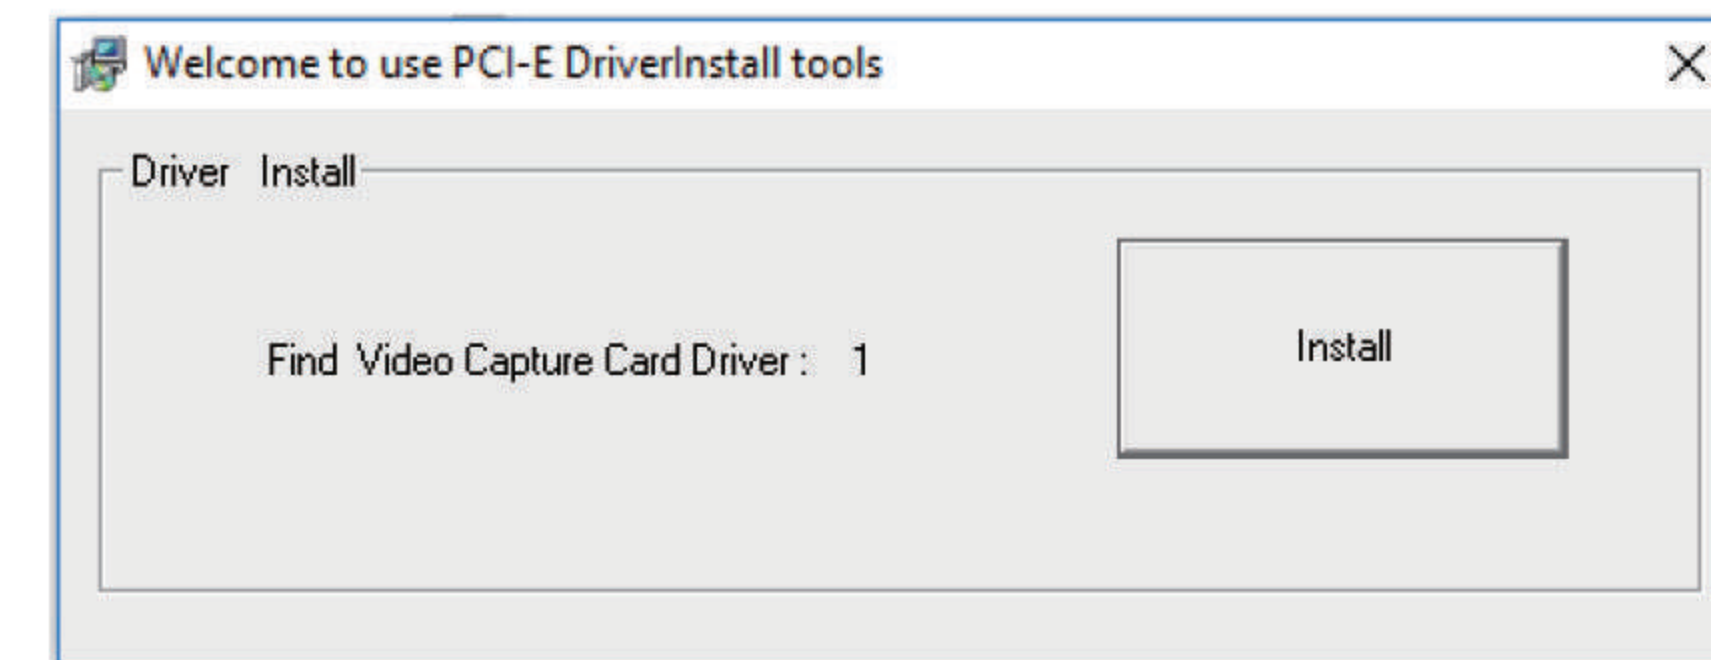 Welcome to use PCI-E DriverInstall tools
Driver Install
Find Video Capture Card Driver : 1
Install